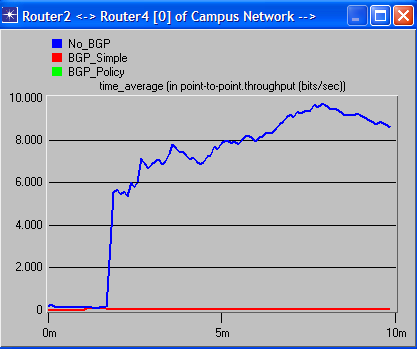 Router2 <-> Router4 [0] of Campus Network -->
No_BGP
BGP_Simple
BGP_Policy
time_average (in point-to-point.throughput (bits/sec))
10.000
8.000
6.000
4.000
2.000
0
0m 5m 10m